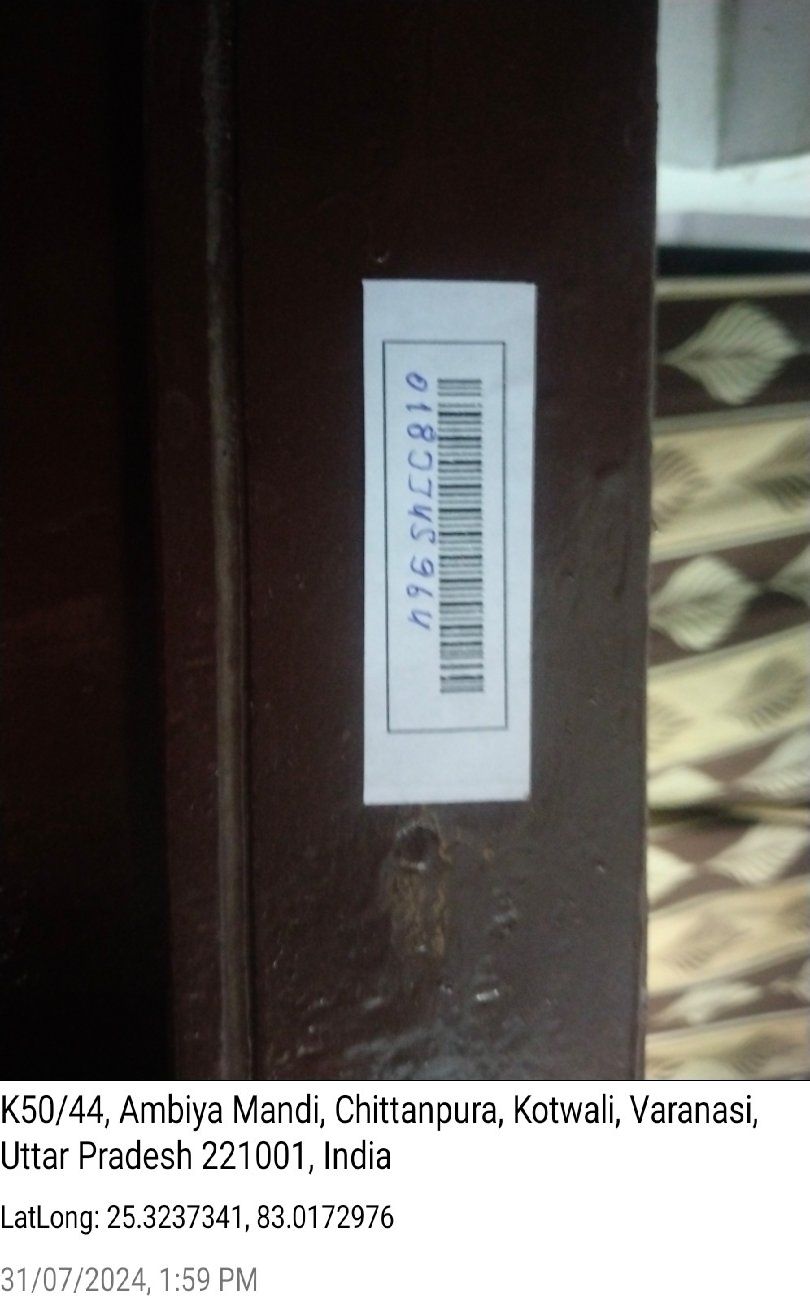 K50/44, Ambiya Mandi, Chittanpura, Kotwali, Varanasi,
Uttar Pradesh 221001, India
LatLong: 25.3237341, 83.0172976
31/07/2024, 1:59 PM